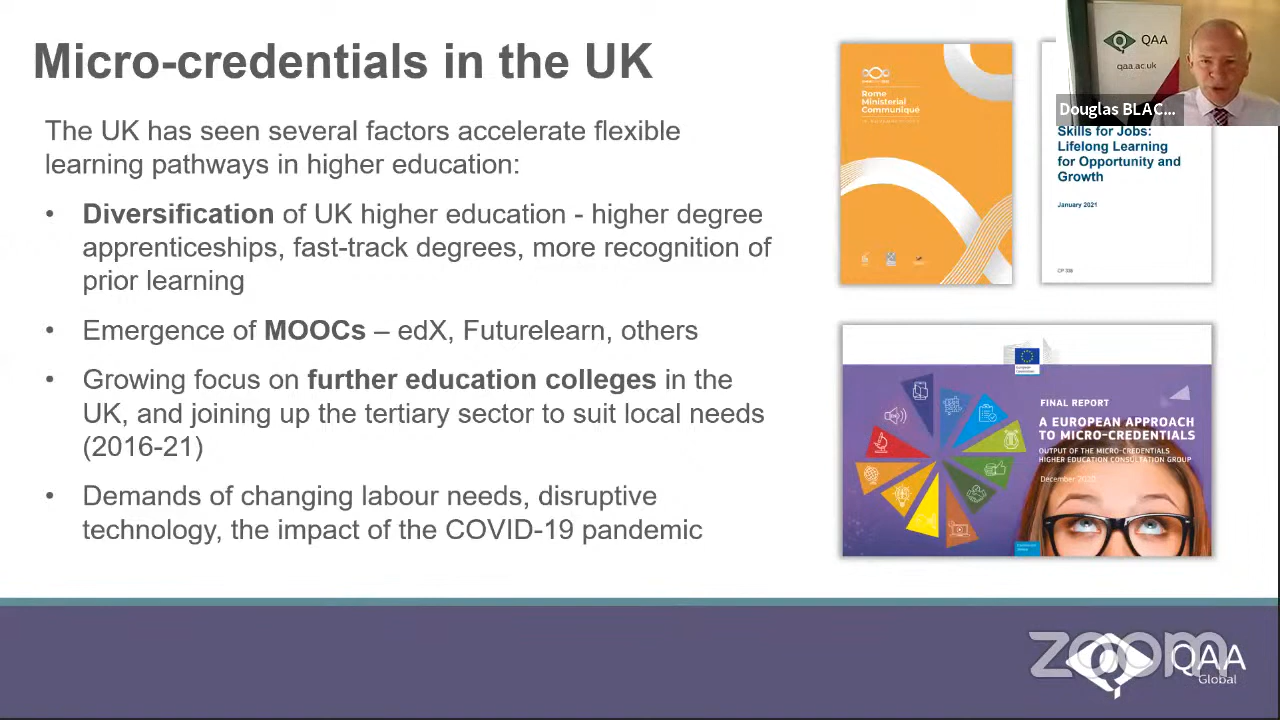 Micro-credentials in the UK
The UK has seen several factors accelerate flexible
learning pathways in higher education:
• Diversification of UK higher education - higher degree
apprenticeships, fast-track degrees, more recognition of
prior learning
• Emergence of MOOCs – edX, Futurelearn, others
• Growing focus on further education colleges in the
UK, and joining up the tertiary sector to suit local needs
(2016-21)
• Demands of changing labour needs, disruptive
technology, the impact of the COVID-19 pandemic
Rome
Ministerial
Communiqué
QAA
qaa.ac.uk
Douglas BLAC...
Skills for Jobs:
Lifelong Learning
for Opportunity and
Growth
January 2021
European
Commission
FINAL REPORT
A EUROPEAN APPROACH
TO MICRO-CREDENTIALS
OUTPUT OF THE MICRO-CREDENTIALS
HIGHER EDUCATION CONSULTATION GROUP
December 2020
zoom
QAA
Global